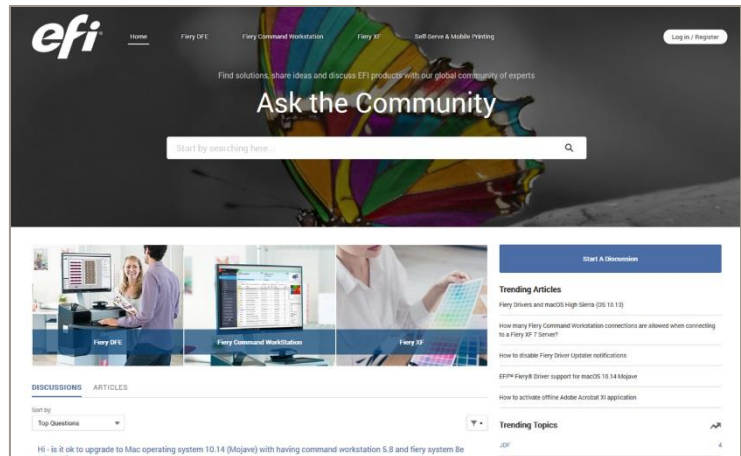 efi
Home
Fiery DFE
Fiery Command Workstation
Fiery XF
Self-Serve & Mobile Printing
Log in / Register
Find solutions, share ideas and discuss EFI products with our global community of experts
Ask the Community
Start by searching here...
Fiery DFE
Fiery Command WorkStation
Fiery XF
Start A Discussion
Trending Articles
Fiery Drivers and macOS High Sierra (OS 10.13)
How many Fiery Command Workstation connections are allowed when connecting
to a Fiery XF 7 Server?
How to disable Fiery Driver Updater notifications
EFI™ Fiery® Driver support for macOS 10.14 Mojave
How to activate offline Adobe Acrobat XI application
DISCUSSIONS
ARTICLES
Sort by
Top Questions
Trending Topics
JDF
4
Hi - is it ok to upgrade to Mac operating system 10.14 (Mojave) with having command workstation 5.8 and fiery system 8e